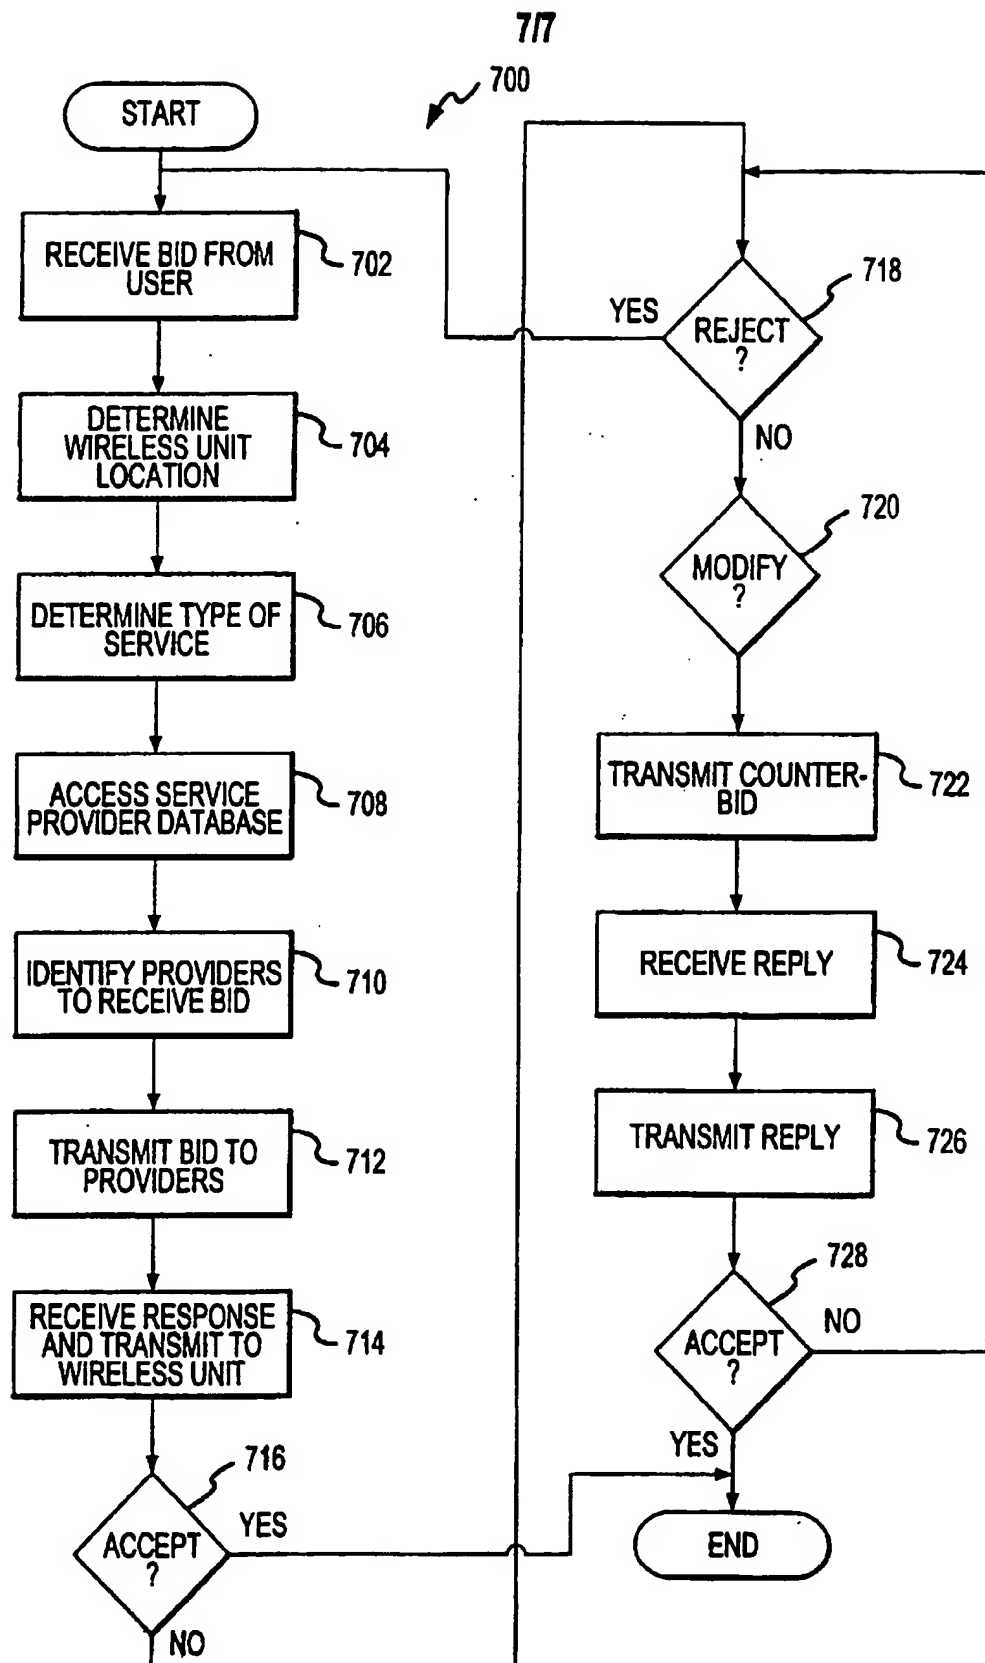 7/7
700
START
RECEIVE BID FROM
USER
702
DETERMINE
WIRELESS UNIT
LOCATION
704
DETERMINE TYPE OF
SERVICE
706
ACCESS SERVICE
PROVIDER DATABASE
708
IDENTIFY PROVIDERS
TO RECEIVE BID
710
TRANSMIT BID TO
PROVIDERS
712
RECEIVE RESPONSE
AND TRANSMIT TO
WIRELESS UNIT
714
716
ACCEPT
?
YES
NO
718
YES
REJECT
?
NO
720
MODIFY
?
TRANSMIT COUNTER-
BID
722
RECEIVE REPLY
724
TRANSMIT REPLY
726
728
ACCEPT
?
NO
YES
END